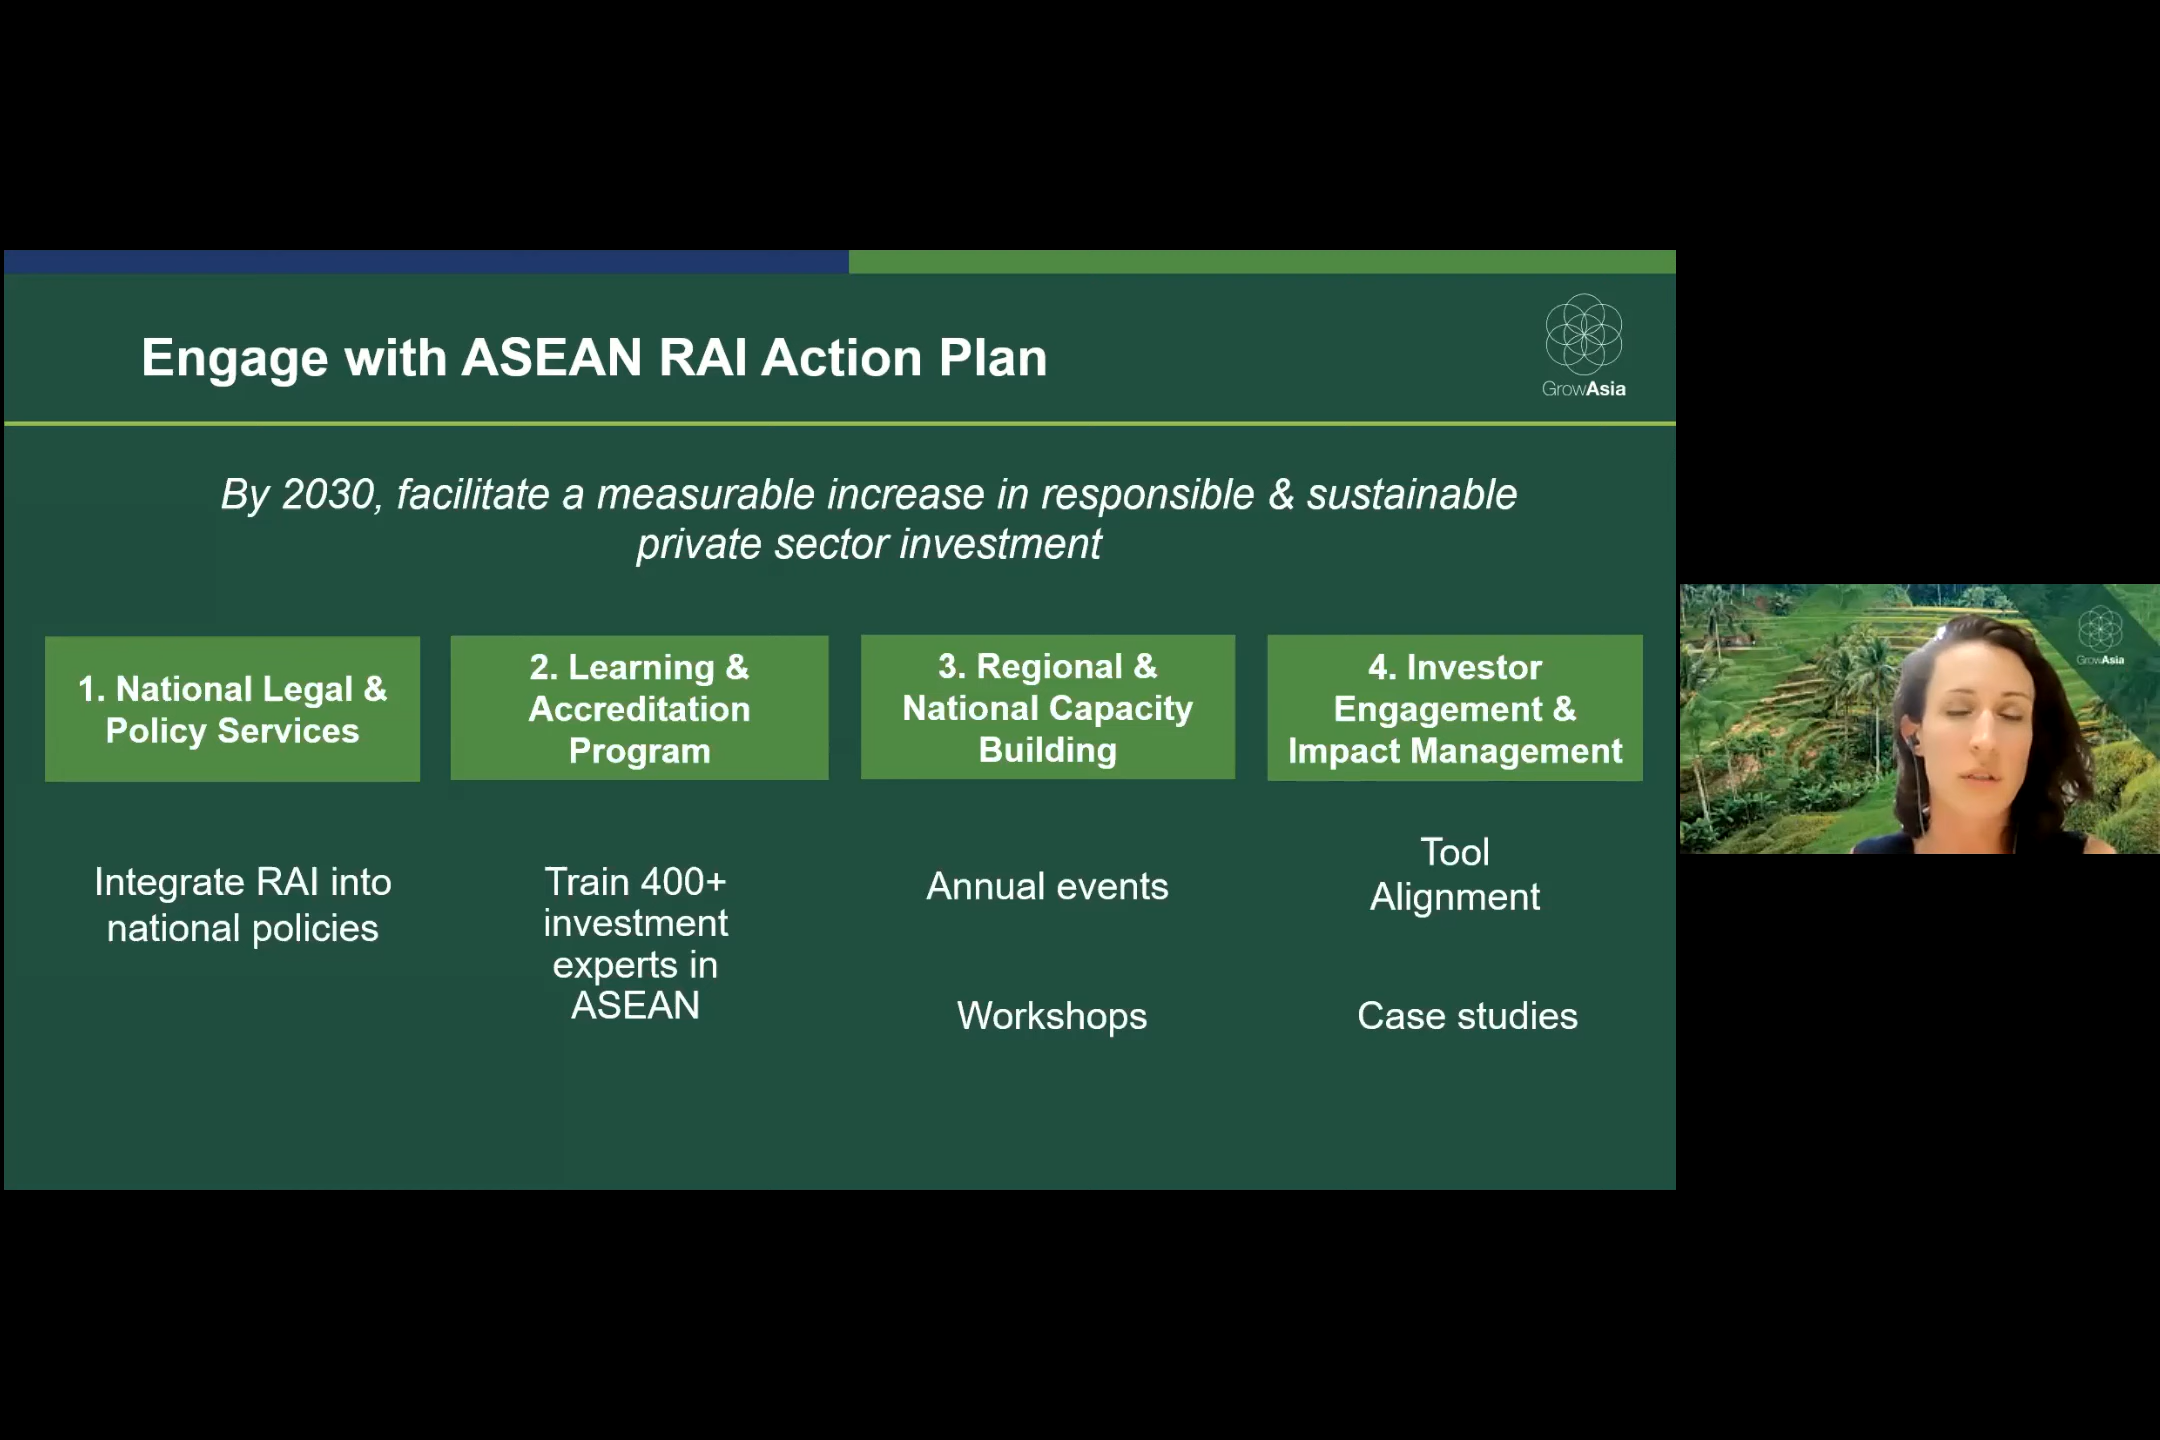 Engage with ASEAN RAI Action Plan
GrowAsia
By 2030, facilitate a measurable increase in responsible & sustainable
private sector investment
1. National Legal &
Policy Services
Integrate RAI into
national policies
2. Learning &
Accreditation
Program
Train 400+
investment
experts in
ASEAN
3. Regional &
National Capacity
Building
Annual events
Workshops
4. Investor
Engagement &
Impact Management
Tool
Alignment
Case studies
GrowAsia